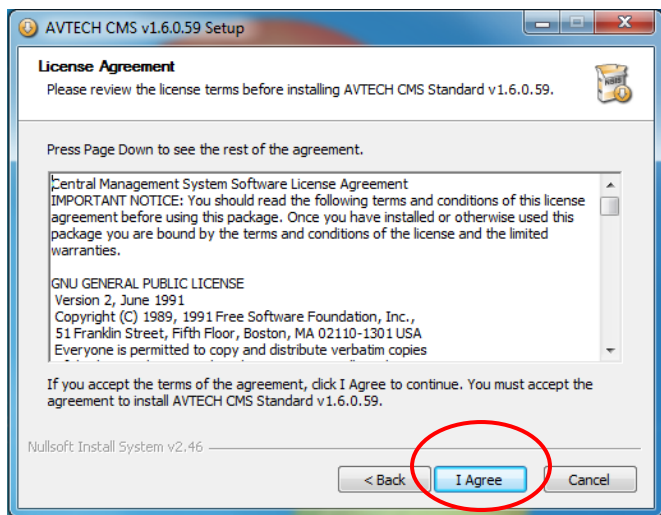 AVTECH CMS v1.6.0.59 Setup
License Agreement
Please review the license terms before installing AVTECH CMS Standard v1.6.0.59.
Press Page Down to see the rest of the agreement.
Central Management System Software License Agreement
IMPORTANT NOTICE: You should read the following terms and conditions of this license
agreement before using this package. Once you have installed or otherwise used this
package you are bound by the terms and conditions of the license and the limited
warranties.
GNU GENERAL PUBLIC LICENSE
Version 2, June 1991
Copyright (C) 1989, 1991 Free Software Foundation, Inc.,
51 Franklin Street, Fifth Floor, Boston, MA 02110-1301 USA
Everyone is permitted to copy and distribute verbatim copies
If you accept the terms of the agreement, click I Agree to continue. You must accept the
agreement to install AVTECH CMS Standard v1.6.0.59.
Nullsoft Install System v2.46
< Back I Agree Cancel